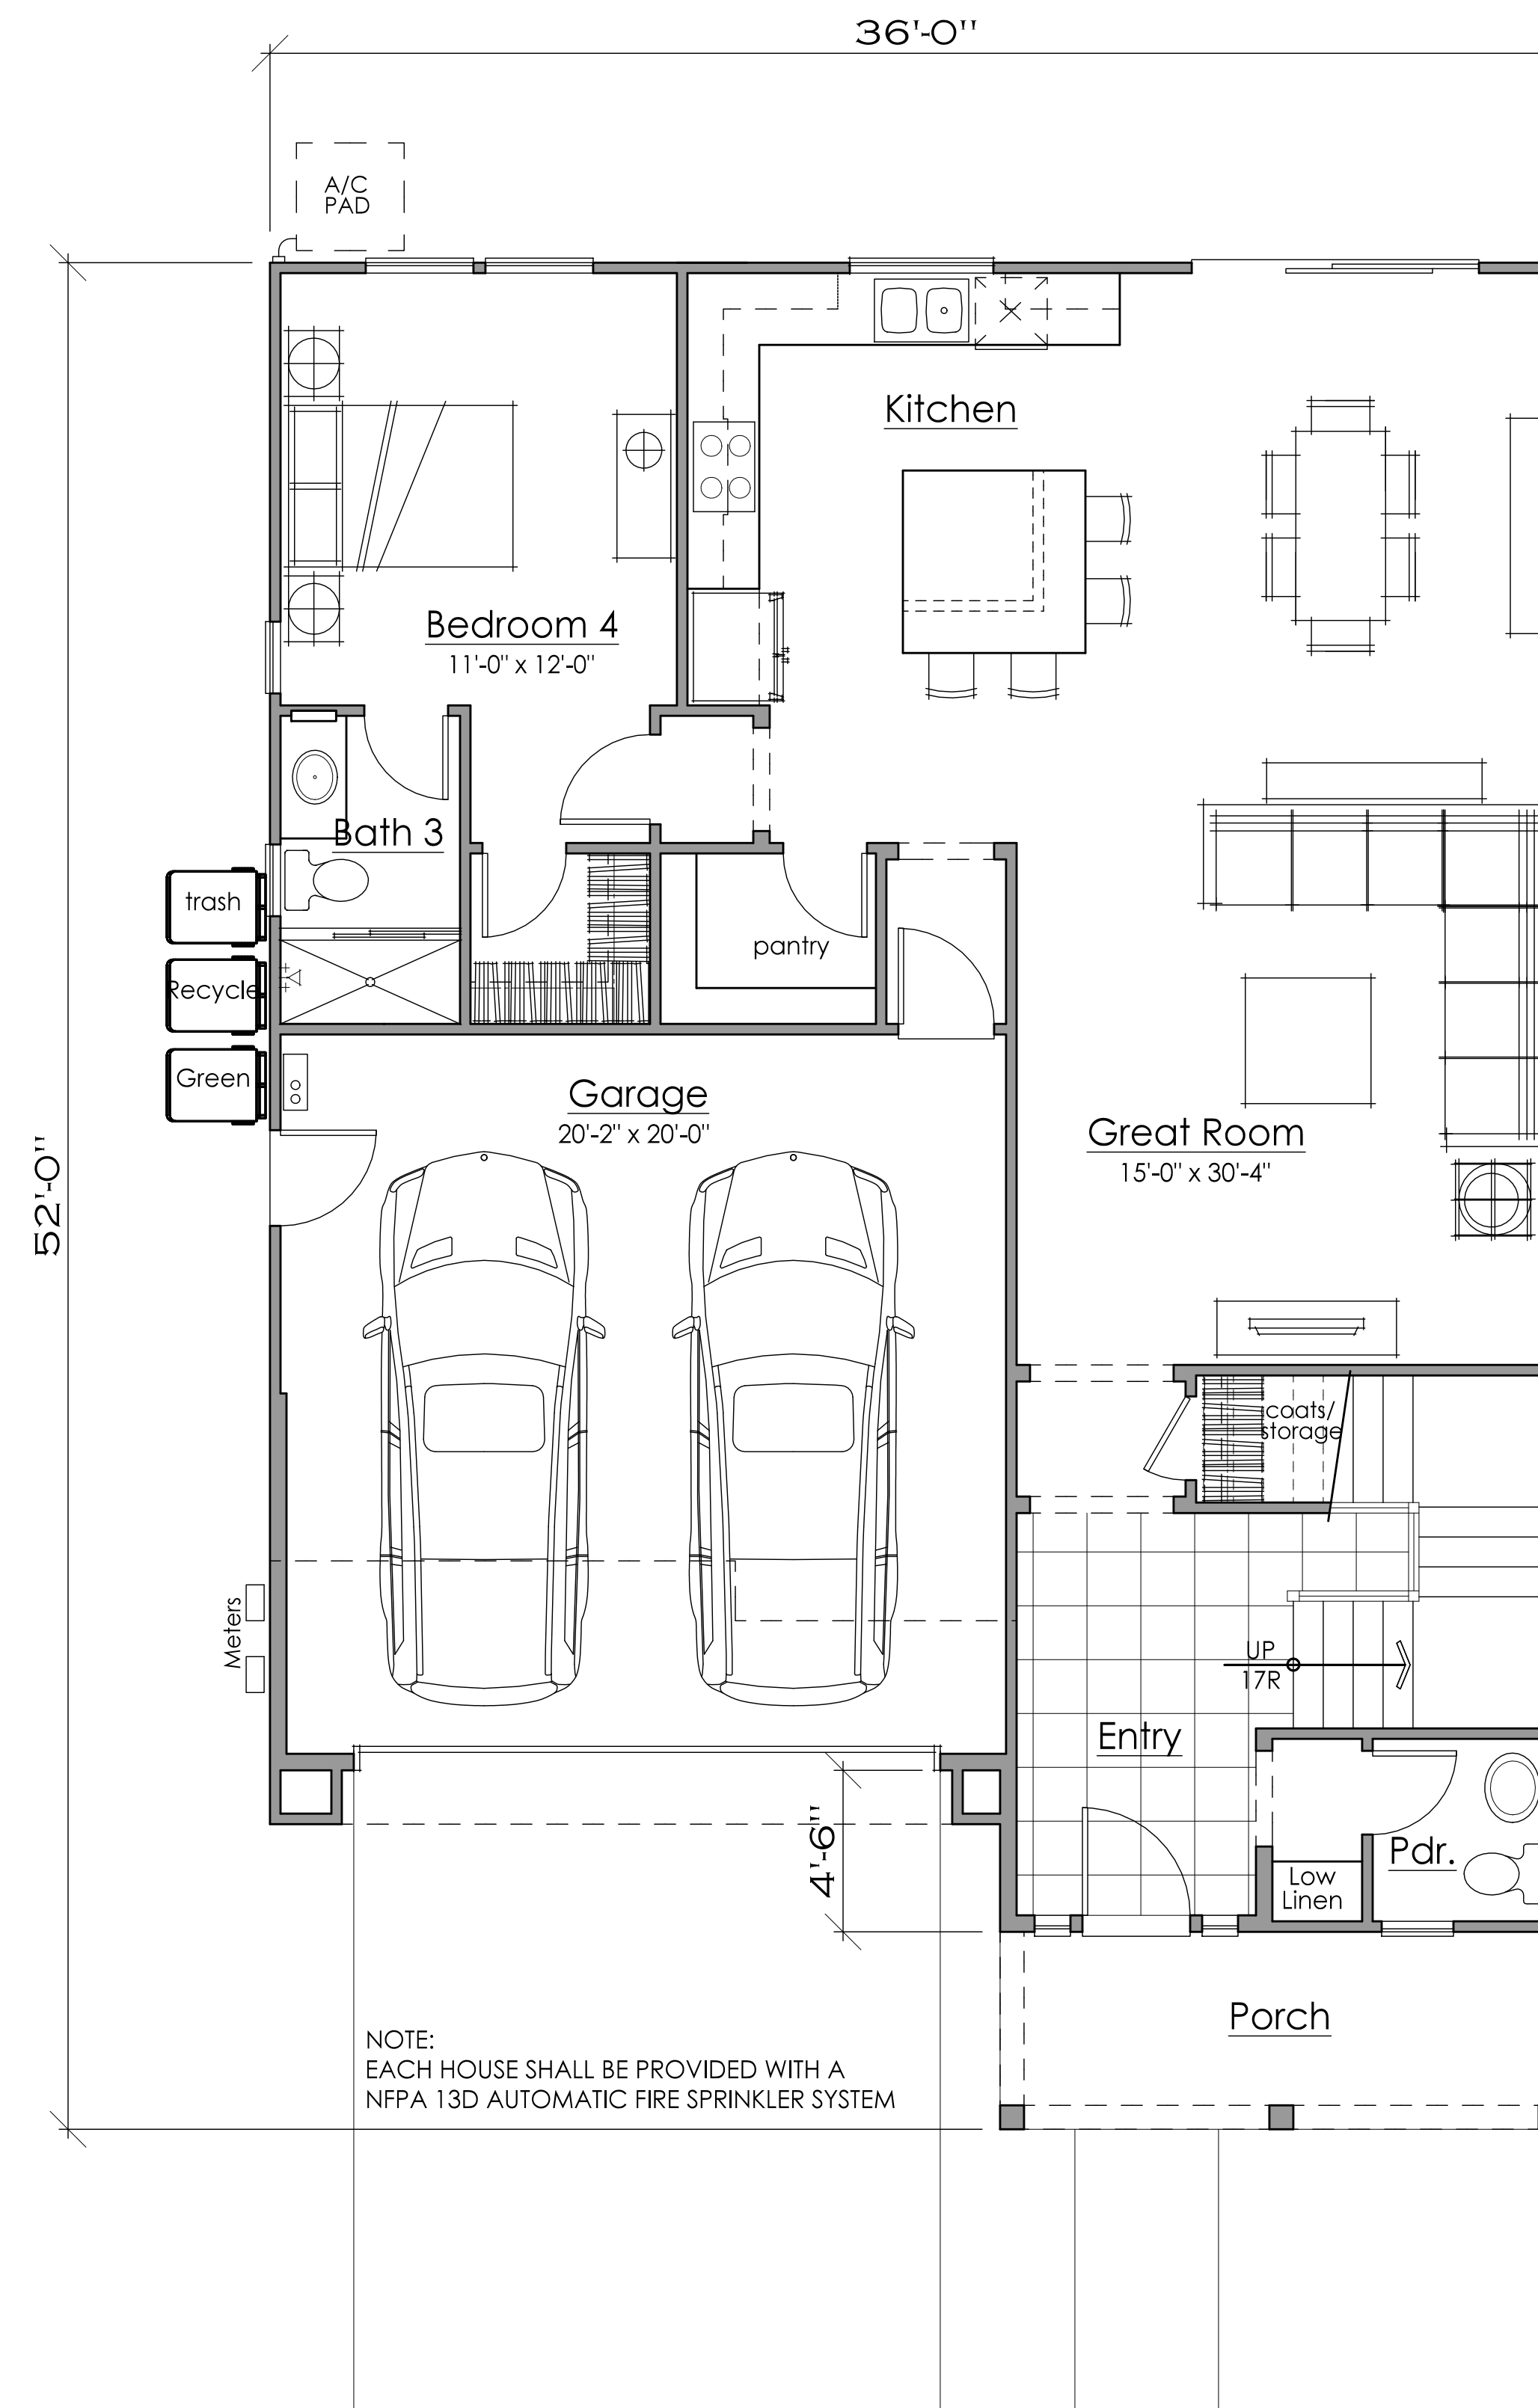 36'-0"
A/C
PAD
Kitchen
Bedroom 4
11'-0" x 12'-0"
Bath 3
trash
pantry
Recycle
Green
Garage
20'-2" x 20'-0"
Great Room
15'-0" x 30'-4"
52'-0"
coats/
storage
Meters
UP
17R
Entry
4'-6"
Pdr.
Low
Linen
Porch
NOTE:
EACH HOUSE SHALL BE PROVIDED WITH A
NFPA 13D AUTOMATIC FIRE SPRINKLER SYSTEM